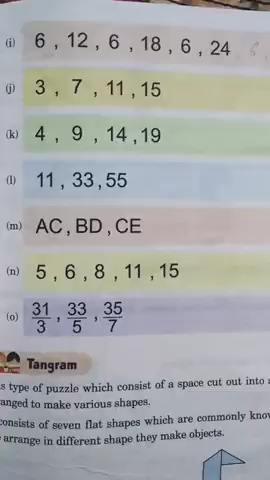 (i) 6 , 12 , 6 , 18 , 6 , 24
(j) 3 , 7 , 11 , 15
(k) 4 , 9 , 14 , 19
(l) 11 , 33 , 55
(m) AC , BD , CE
(n) 5 , 6 , 8 , 11 , 15
(o) 31/3 , 33/5 , 35/7
Tangram
s type of puzzle which consist of a space cut out into
anged to make various shapes.
consists of seven flat shapes which are commonly
arrange in different shape they make objects.